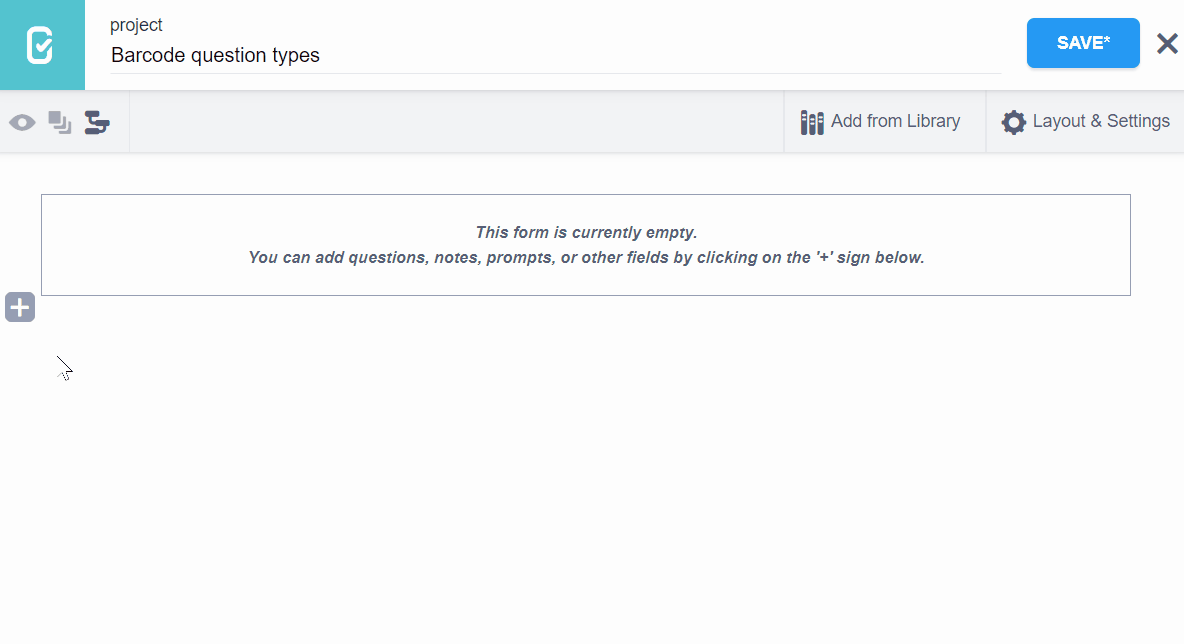 project
Barcode question types
SAVE*
Add from Library
Layout & Settings
This form is currently empty.
You can add questions, notes, prompts, or other fields by clicking on the '+' sign below.